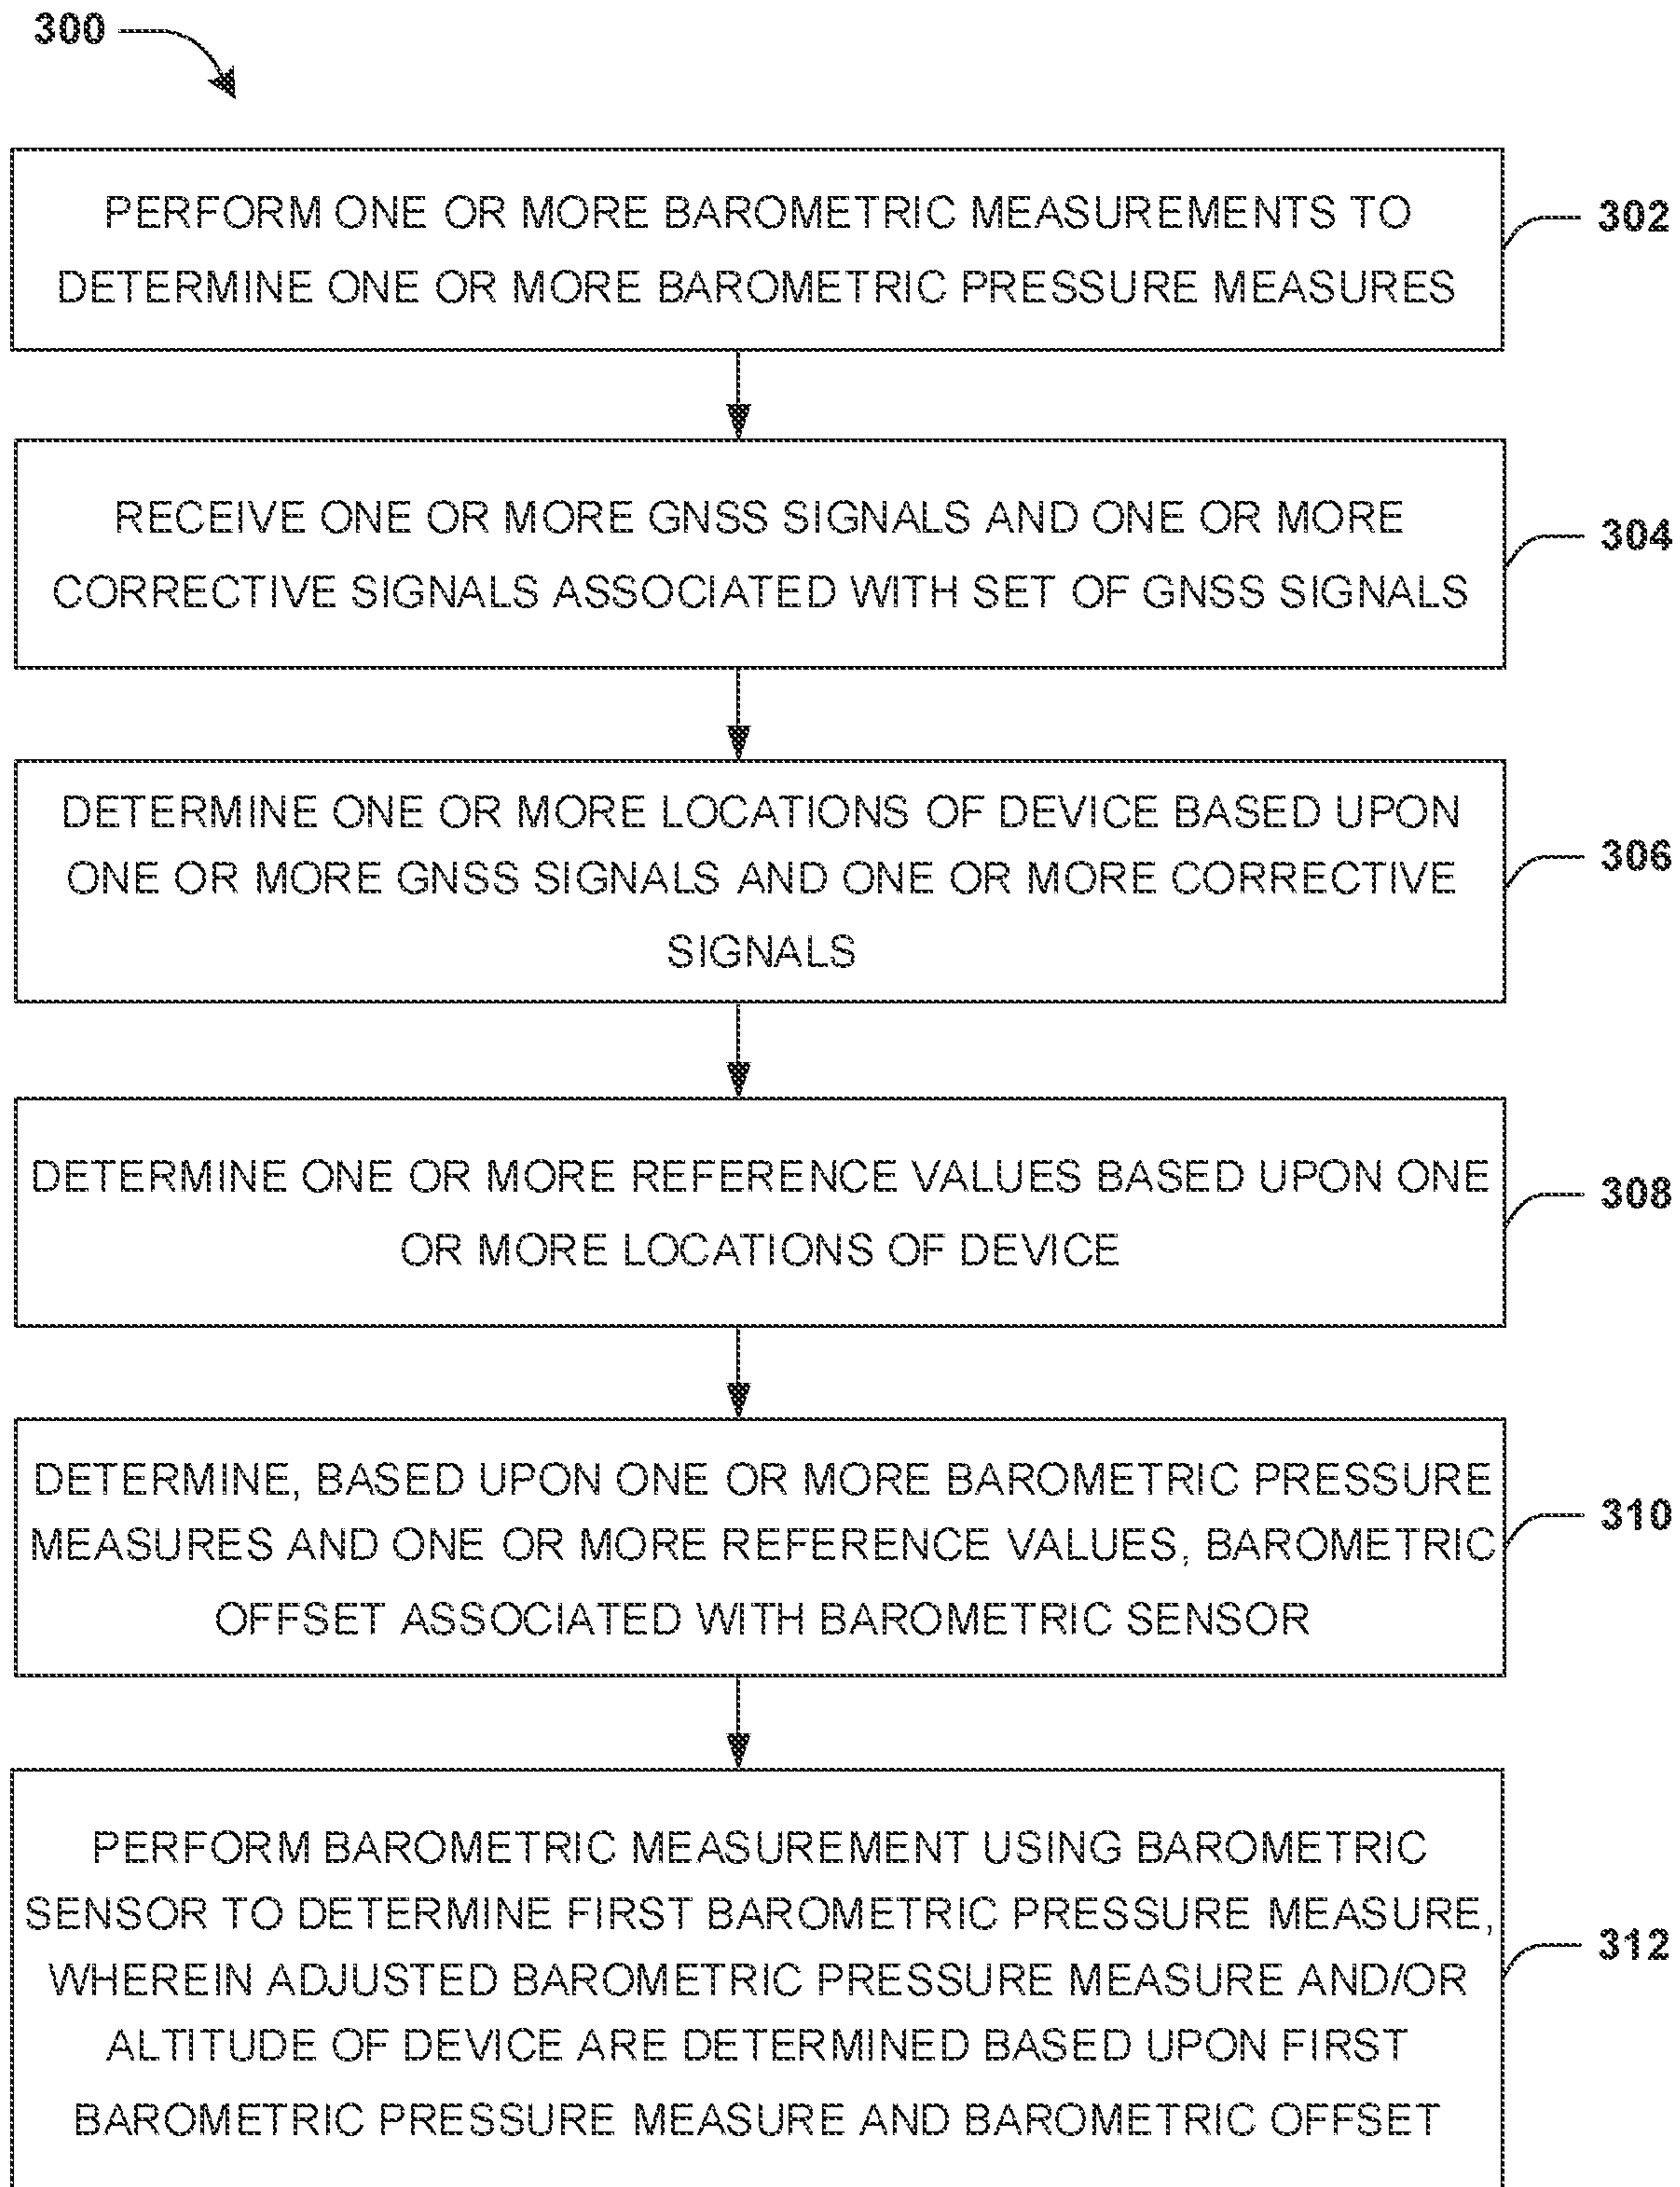 300
PERFORM ONE OR MORE BAROMETRIC MEASUREMENTS TO
DETERMINE ONE OR MORE BAROMETRIC PRESSURE MEASURES
302
RECEIVE ONE OR MORE GNSS SIGNALS AND ONE OR MORE
CORRECTIVE SIGNALS ASSOCIATED WITH SET OF GNSS SIGNALS
304
DETERMINE ONE OR MORE LOCATIONS OF DEVICE BASED UPON
ONE OR MORE GNSS SIGNALS AND ONE OR MORE CORRECTIVE
SIGNALS
306
DETERMINE ONE OR MORE REFERENCE VALUES BASED UPON ONE
OR MORE LOCATIONS OF DEVICE
308
DETERMINE, BASED UPON ONE OR MORE BAROMETRIC PRESSURE
MEASURES AND ONE OR MORE REFERENCE VALUES, BAROMETRIC
OFFSET ASSOCIATED WITH BAROMETRIC SENSOR
310
PERFORM BAROMETRIC MEASUREMENT USING BAROMETRIC
SENSOR TO DETERMINE FIRST BAROMETRIC PRESSURE MEASURE,
WHEREIN ADJUSTED BAROMETRIC PRESSURE MEASURE AND/OR
ALTITUDE OF DEVICE ARE DETERMINED BASED UPON FIRST
BAROMETRIC PRESSURE MEASURE AND BAROMETRIC OFFSET
312